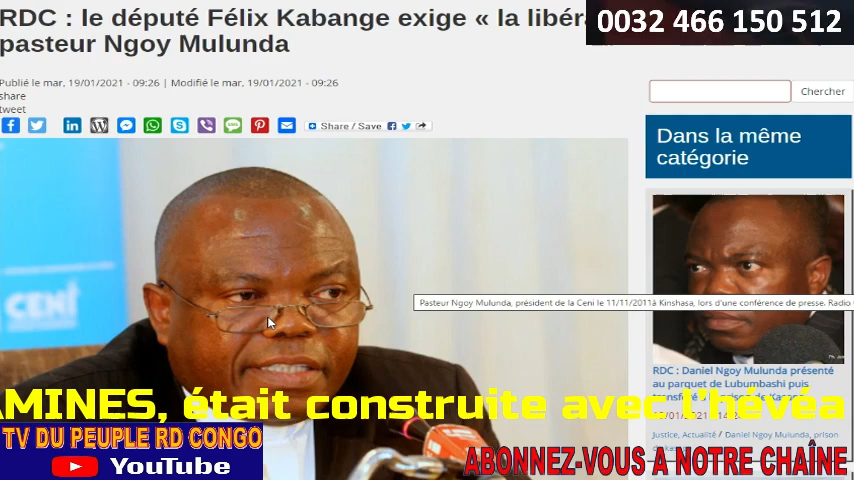 RDC : le député Félix Kabange exige « la libéra
0032 466 150 512
pasteur Ngoy Mulunda
Publié le mar, 19/01/2021 - 09:26 | Modifié le mar, 19/01/2021 - 09:26
share
tweet
Share / Save
Chercher
Dans la même
catégorie
CENI
Pasteur Ngoy Mulunda, président de la Ceni le 11/11/2011à Kinshasa, lors d'une conférence de presse. Radio
RDC : Daniel Ngoy Mulunda présenté
au parquet de Lubumbashi puis
AMINES, était construite avec l'hévéa
Justice, Actualité / Daniel Ngoy Mulunda, prison
TV DU PEUPLE RD CONGO
YouTube
ABONNEZ-VOUS A NOTRE CHAÎNE